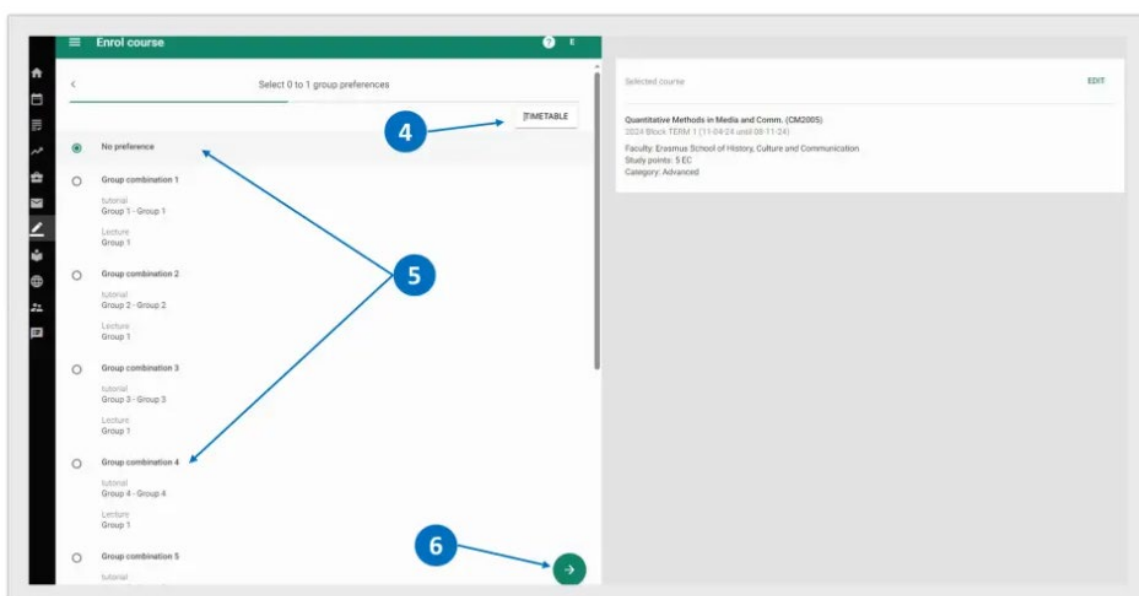 Enrol course
? E
Select 0 to 1 group preferences
TIMETABLE
4
No preference
Group combination 1
tutorial
Group 1 - Group 1
Lecture
Group 1
5
Group combination 2
tutorial
Group 2 - Group 2
Lecture
Group 1
Group combination 3
tutorial
Group 3 - Group 3
Lecture
Group 1
Group combination 4
tutorial
Group 4 - Group 4
Lecture
Group 1
6
Group combination 5
tutorial
Selected course
EDIT
Quantitative Methods in Media and Comm. (CM2005)
2024 Block TERM 1 (11-04-24 until 08-11-24)
Faculty: Erasmus School of History, Culture and Communication
Study points: 5 EC
Category: Advanced